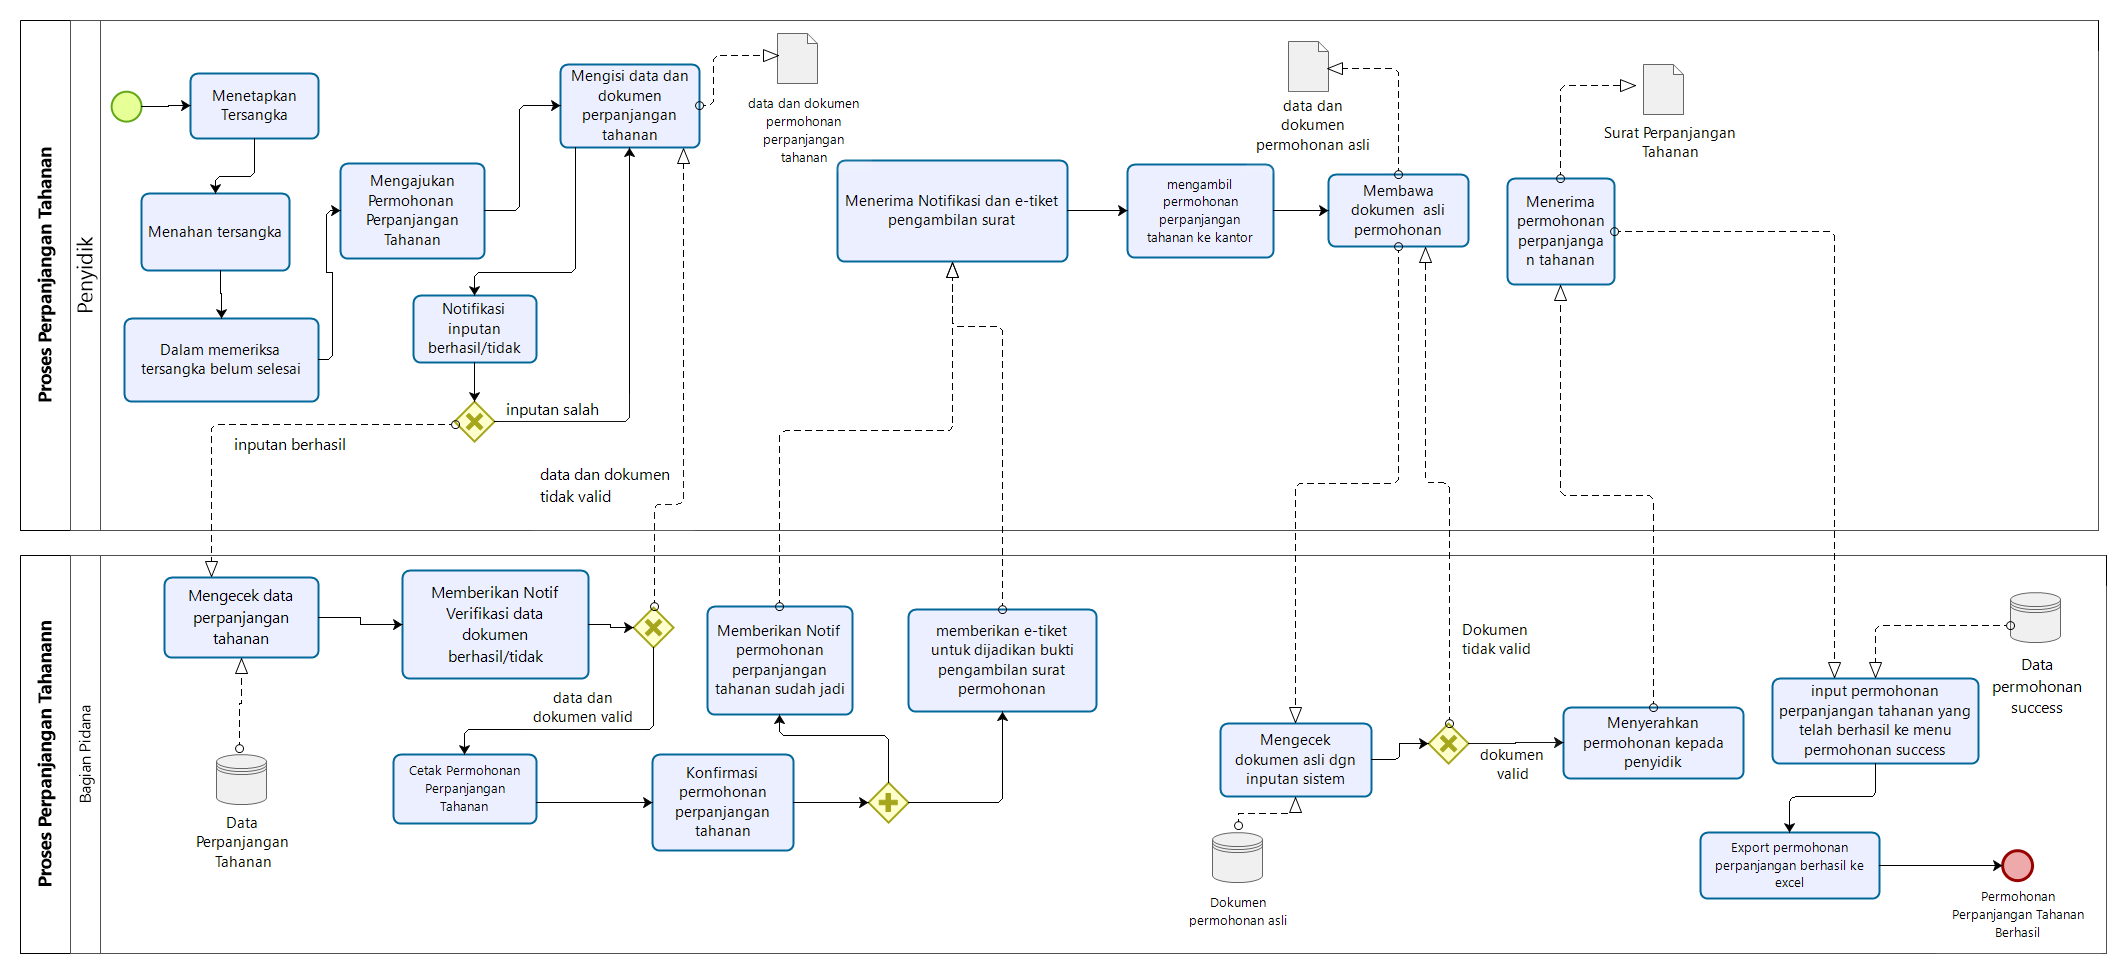 Proses Perpanjangan Tahanan
Penyidik
Menetapkan
Tersangka
Menahan tersangka
Dalam memeriksa
tersangka belum selesai
Mengajukan
Permohonan
Perpanjangan
Tahanan
Mengisi data dan
dokumen
perpanjangan
tahanan
data dan dokumen
permohonan
perpanjangan
tahanan
Notifikasi
inputan
berhasil/tidak
inputan salah
inputan berhasil
data dan dokumen
tidak valid
Menerima Notifikasi dan e-tiket
pengambilan surat
mengambil
permohonan
perpanjangan
tahanan ke kantor
data dan
dokumen
permohonan asli
Membawa
dokumen  asli
permohonan
Surat Perpanjangan
Tahanan
Menerima
permohonan
perpanjanga
n tahanan
Proses Perpanjangan Tahanann
Bagian Pidana
Mengecek data
perpanjangan
tahanan
Data
Perpanjangan
Tahanan
Memberikan Notif
Verifikasi data
dokumen
berhasil/tidak
data dan
dokumen valid
Cetak Permohonan
Perpanjangan
Tahanan
Konfirmasi
permohonan
perpanjangan
tahanan
Memberikan Notif
permohonan
perpanjangan
tahanan sudah jadi
memberikan e-tiket
untuk dijadikan bukti
pengambilan surat
permohonan
Mengecek
dokumen asli dgn
inputan sistem
Dokumen
permohonan asli
Dokumen
tidak valid
dokumen
valid
Menyerahkan
permohonan kepada
penyidik
Data
permohonan
success
input permohonan
perpanjangan tahanan yang
telah berhasil ke menu
permohonan success
Export permohonan
perpanjangan berhasil ke
excel
Permohonan
Perpanjangan Tahanan
Berhasil